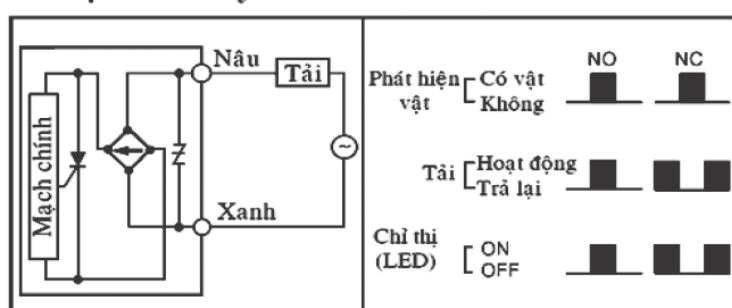 Nâu
Tải
Mạch chính
Xanh
NO NC
Phát hiện vật
Có vật
Không
Tải
Hoạt động
Trả lại
Chỉ thị
(LED)
ON
OFF